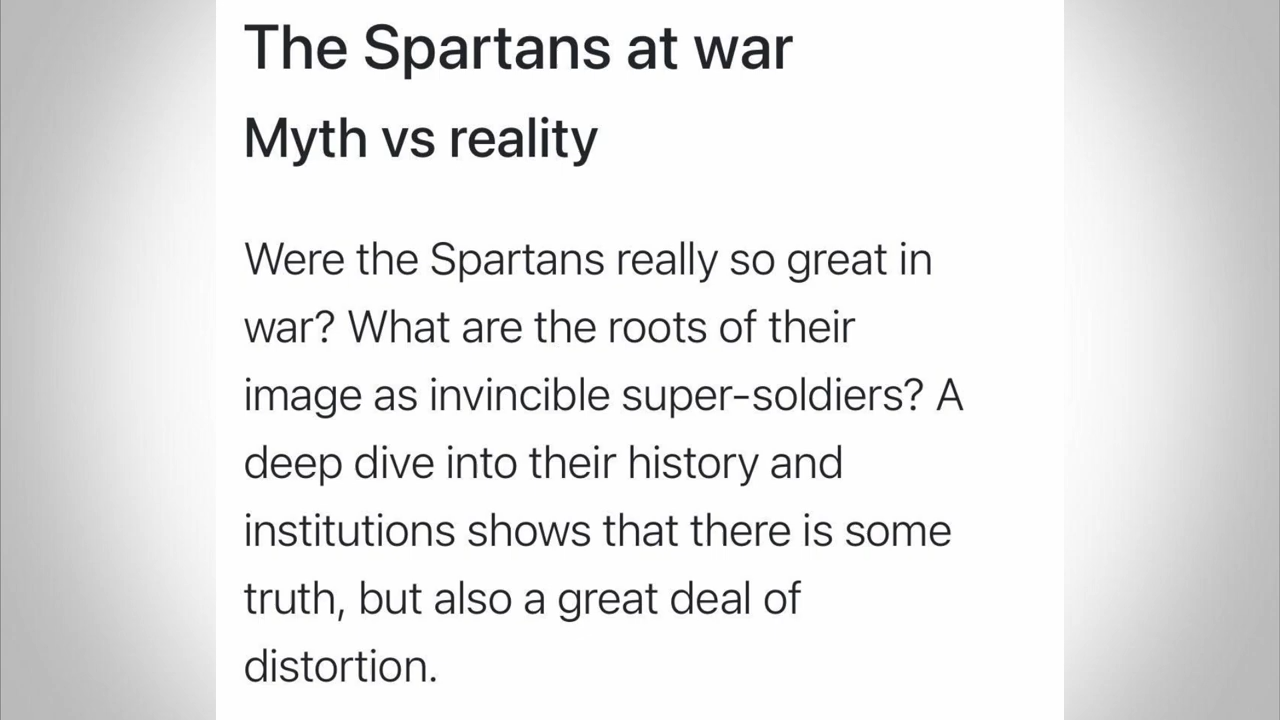 The Spartans at war
Myth vs reality
Were the Spartans really so great in
war? What are the roots of their
image as invincible super-soldiers? A
deep dive into their history and
institutions shows that there is some
truth, but also a great deal of
distortion.